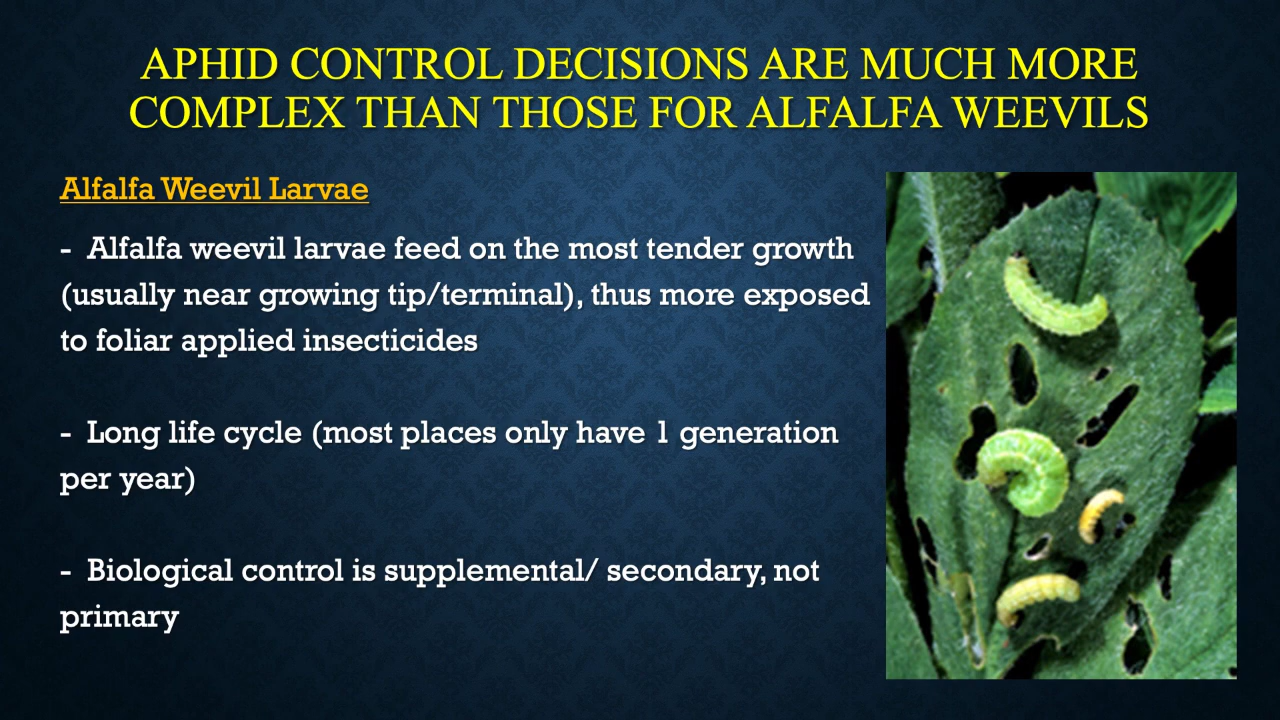 APHID CONTROL DECISIONS ARE MUCH MORE
COMPLEX THAN THOSE FOR ALFALFA WEEVILS
Alfalfa Weevil Larvae
- Alfalfa weevil larvae feed on the most tender growth
(usually near growing tip/terminal), thus more exposed
to foliar applied insecticides
- Long life cycle (most places only have 1 generation
per year)
- Biological control is supplemental/ secondary, not
primary